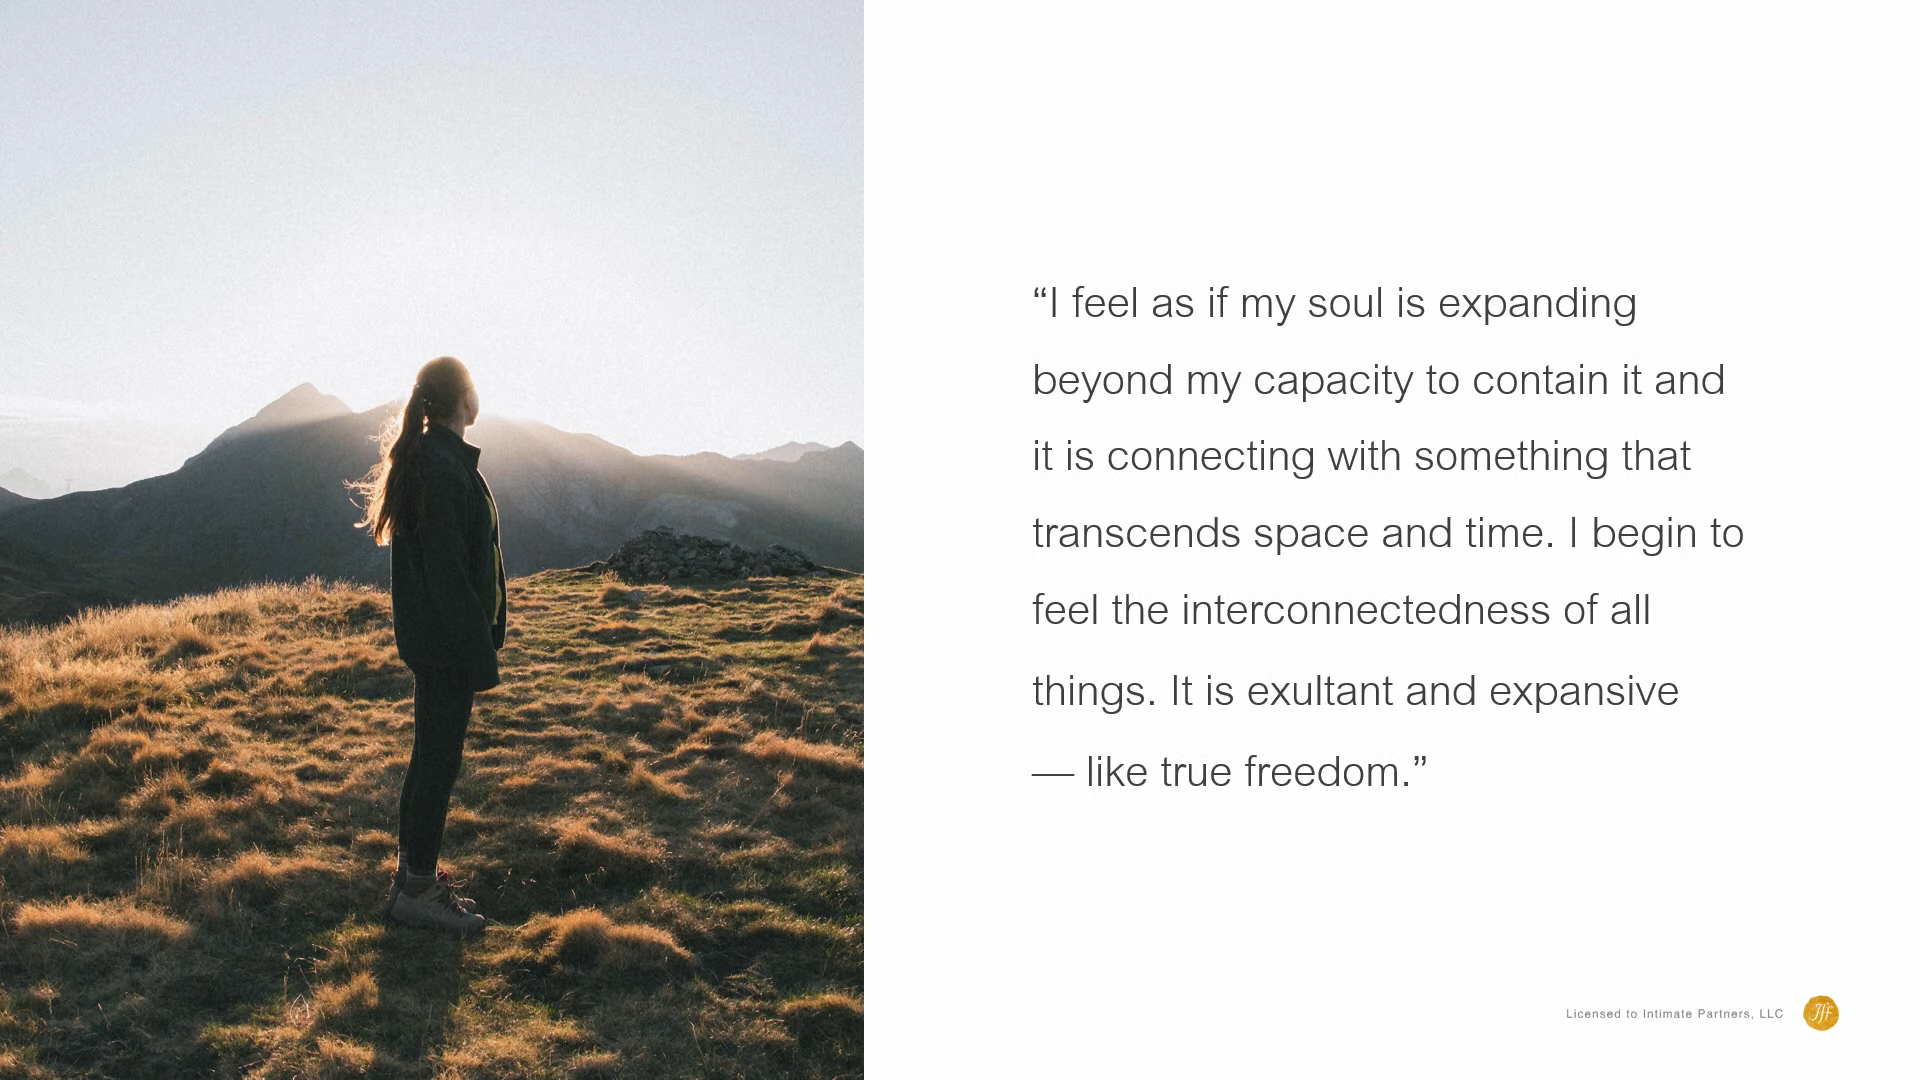 “I feel as if my soul is expanding
beyond my capacity to contain it and
it is connecting with something that
transcends space and time. I begin to
feel the interconnectedness of all
things. It is exultant and expansive
— like true freedom.”
Licensed to Intimate Partners, LLC